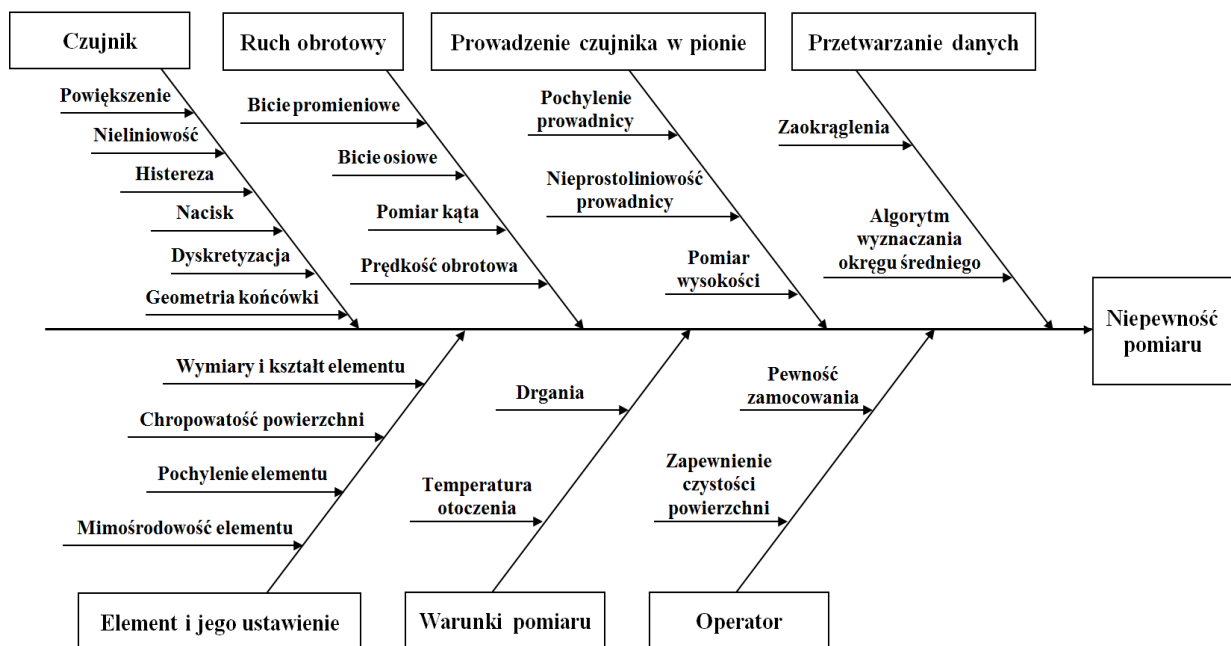 Czujnik
Ruch obrotowy
Prowadzenie czujnika w pionie
Przetwarzanie danych
Powiększenie
Nieliniowość
Histereza
Nacisk
Dyskretyzacja
Geometria końcówki
Bicie promieniowe
Bicie osiowe
Pomiar kąta
Prędkość obrotowa
Pochylenie
prowadnicy
Nieprostoliniowość
prowadnicy
Pomiar
wysokości
Zaokrąglenia
Algorytm
wyznaczania
okręgu średniego
Niepewność
pomiaru
Wymiary i kształt elementu
Chropowatość powierzchni
Pochylenie elementu
Mimośrodowość elementu
Drgania
Temperatura
otoczenia
Pewność
zamocowania
Zapewnienie
czystości
powierzchni
Element i jego ustawienie
Warunki pomiaru
Operator